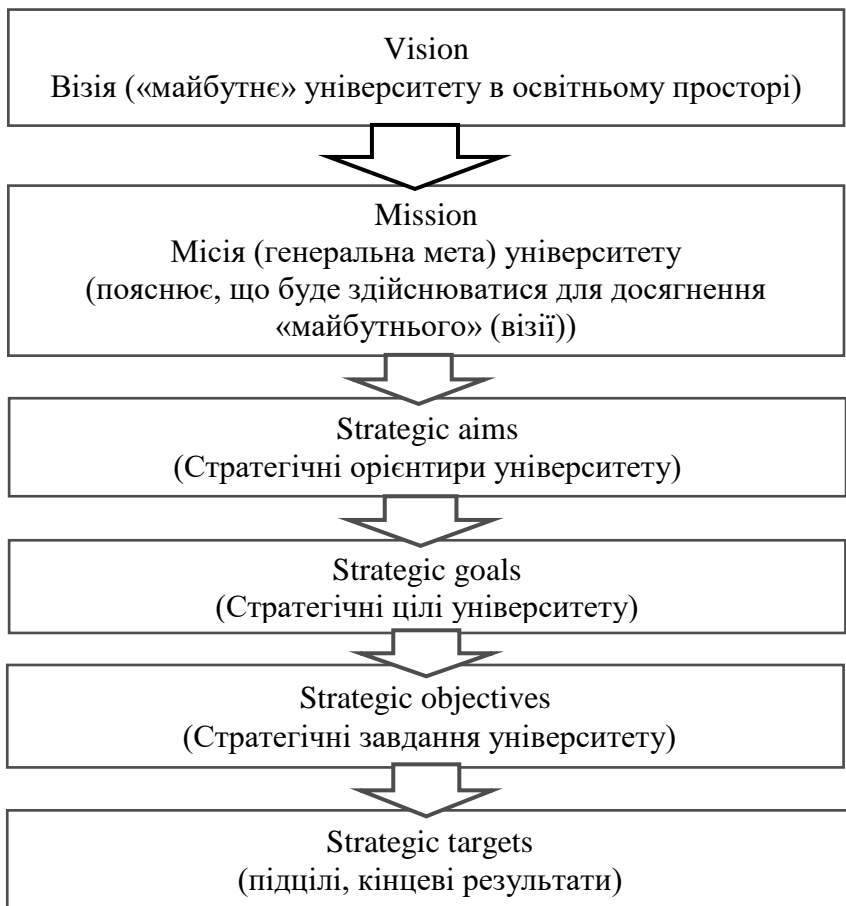 Vision
Візія («майбутнє» університету в освітньому просторі)
Mission
Місія (генеральна мета) університету
(пояснює, що буде здійснюватися для досягнення
«майбутнього» (візії))
Strategic aims
(Стратегічні орієнтири університету)
Strategic goals
(Стратегічні цілі університету)
Strategic objectives
(Стратегічні завдання університету)
Strategic targets
(підцілі, кінцеві результати)